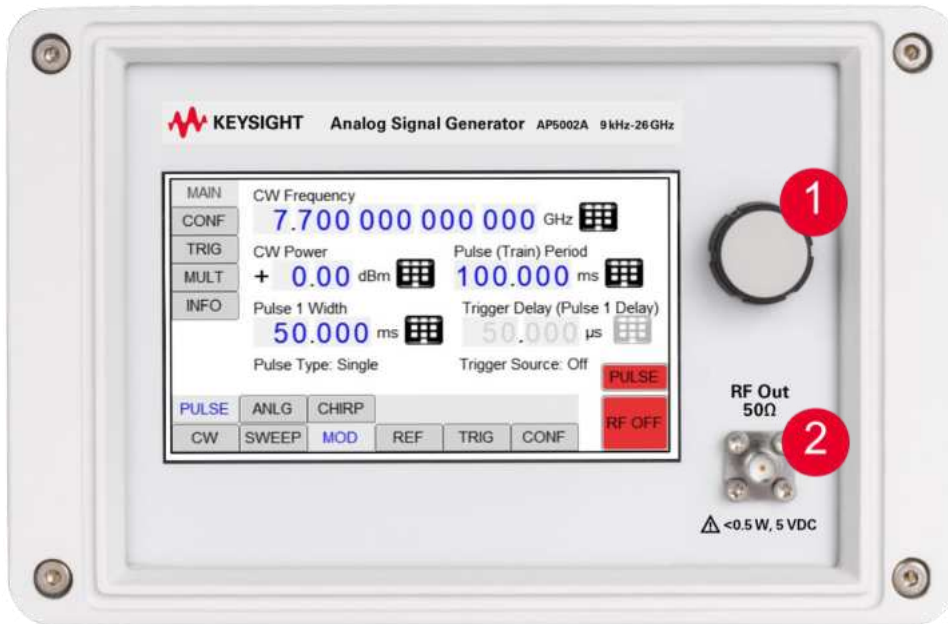 KEYSIGHT Analog Signal Generator AP5002A 9 kHz-26 GHz
MAIN
CONF
TRIG
MULT
INFO
CW Frequency
7.700 000 000 000 GHz
CW Power
+ 0.00 dBm
Pulse (Train) Period
100.000 ms
Pulse 1 Width
50.000 ms
Trigger Delay (Pulse 1 Delay)
50.000 µs
Pulse Type: Single
Trigger Source: Off
PULSE
RF OFF
PULSE ANLG CHIRP
CW SWEEP MOD REF TRIG CONF
1
RF Out
50Ω
2
⚠ <0.5 W, 5 VDC